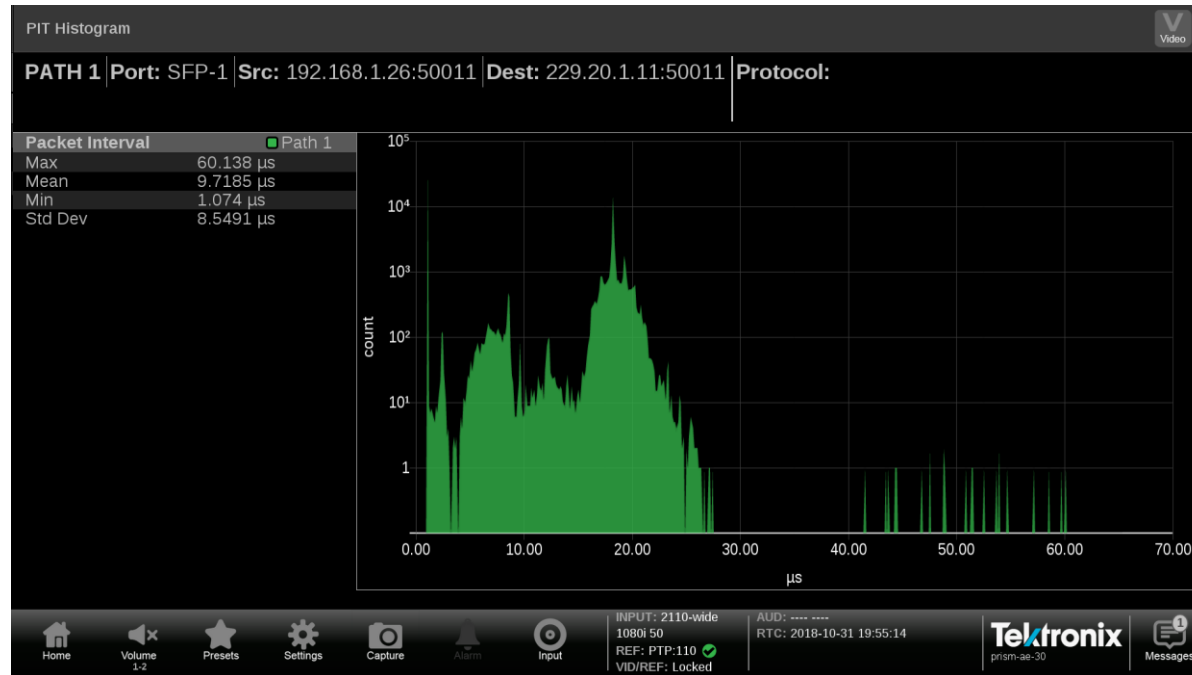 PIT Histogram
V
Video
PATH 1 Port: SFP-1 Src: 192.168.1.26:50011 Dest: 229.20.1.11:50011 Protocol:
Packet Interval Path 1
Max 60.138 µs
Mean 9.7185 µs
Min 1.074 µs
Std Dev 8.5491 µs
10⁵
10⁴
10³
10²
10¹
1
count
0.00 10.00 20.00 30.00 40.00 50.00 60.00 70.00
µs
Home
Volume
1-2
Presets
Settings
Capture
Alarm
Input
INPUT: 2110-wide
1080i 50
REF: PTP:110
VID/REF: Locked
AUD: ---- ----
RTC: 2018-10-31 19:55:14
Tektronix
prism-ae-30
1
Messages